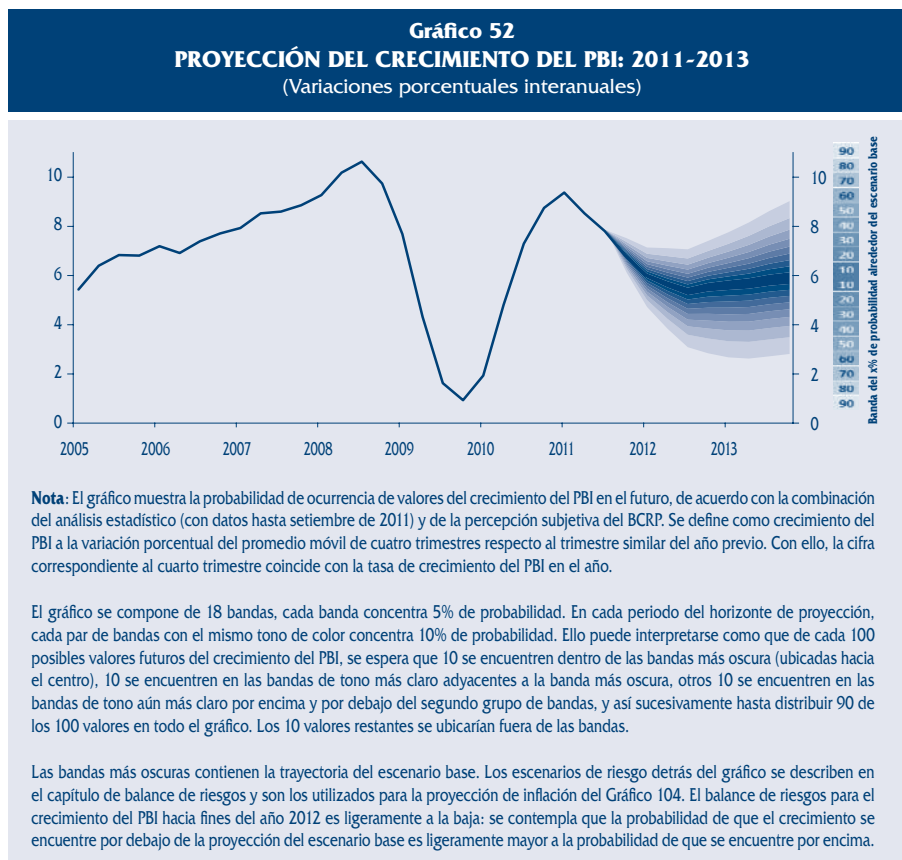 Gráfico 52
PROYECCIÓN DEL CRECIMIENTO DEL PBI: 2011-2013
(Variaciones porcentuales interanuales)
10
8
6
4
2
0
2005 2006 2007 2008 2009 2010 2011 2012 2013
10
8
6
4
2
0
90
80
70
60
50
40
30
20
10
10
20
30
40
50
60
70
80
90
Banda del x% de probabilidad alrededor del escenario base
Nota: El gráfico muestra la probabilidad de ocurrencia de valores del crecimiento del PBI en el futuro, de acuerdo con la combinación
del análisis estadístico (con datos hasta setiembre de 2011) y de la percepción subjetiva del BCRP. Se define como crecimiento del
PBI a la variación porcentual del promedio móvil de cuatro trimestres respecto al trimestre similar del año previo. Con ello, la cifra
correspondiente al cuarto trimestre coincide con la tasa de crecimiento del PBI en el año.
El gráfico se compone de 18 bandas, cada banda concentra 5% de probabilidad. En cada periodo del horizonte de proyección,
cada par de bandas con el mismo tono de color concentra 10% de probabilidad. Ello puede interpretarse como que de cada 100
posibles valores futuros del crecimiento del PBI, se espera que 10 se encuentren dentro de las bandas más oscura (ubicadas hacia
el centro), 10 se encuentren en las bandas de tono más claro adyacentes a la banda más oscura, otros 10 se encuentren en las
bandas de tono aún más claro por encima y por debajo del segundo grupo de bandas, y así sucesivamente hasta distribuir 90 de
los 100 valores en todo el gráfico. Los 10 valores restantes se ubicarían fuera de las bandas.
Las bandas más oscuras contienen la trayectoria del escenario base. Los escenarios de riesgo detrás del gráfico se describen en
el capítulo de balance de riesgos y son los utilizados para la proyección de inflación del Gráfico 104. El balance de riesgos para el
crecimiento del PBI hacia fines del año 2012 es ligeramente a la baja: se contempla que la probabilidad de que el crecimiento se
encuentre por debajo de la proyección del escenario base es ligeramente mayor a la probabilidad de que se encuentre por encima.